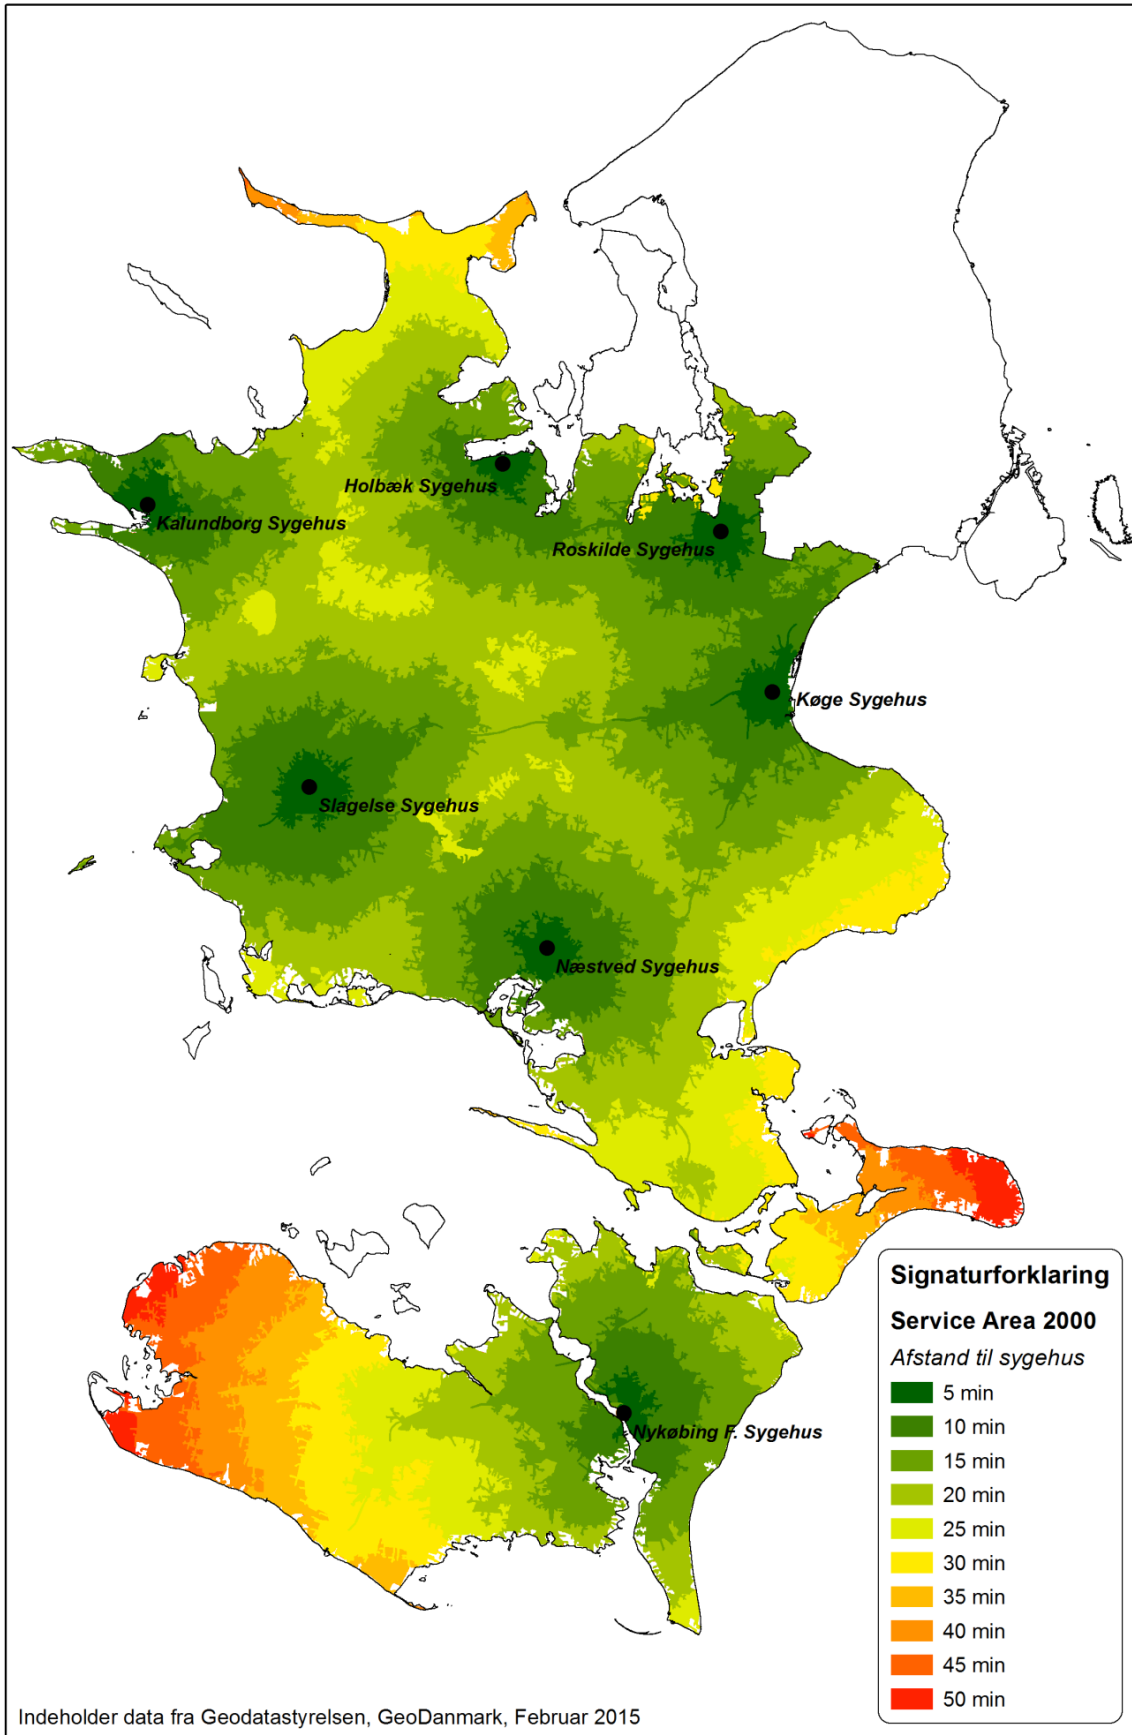 Holbæk Sygehus
Kalundborg Sygehus
Roskilde Sygehus
Køge Sygehus
Slagelse Sygehus
Næstved Sygehus
Nykøbing F. Sygehus
Signaturforklaring
Service Area 2000
Afstand til sygehus
5 min
10 min
15 min
20 min
25 min
30 min
35 min
40 min
45 min
50 min
Indeholder data fra Geodatastyrelsen, GeoDanmark, Februar 2015